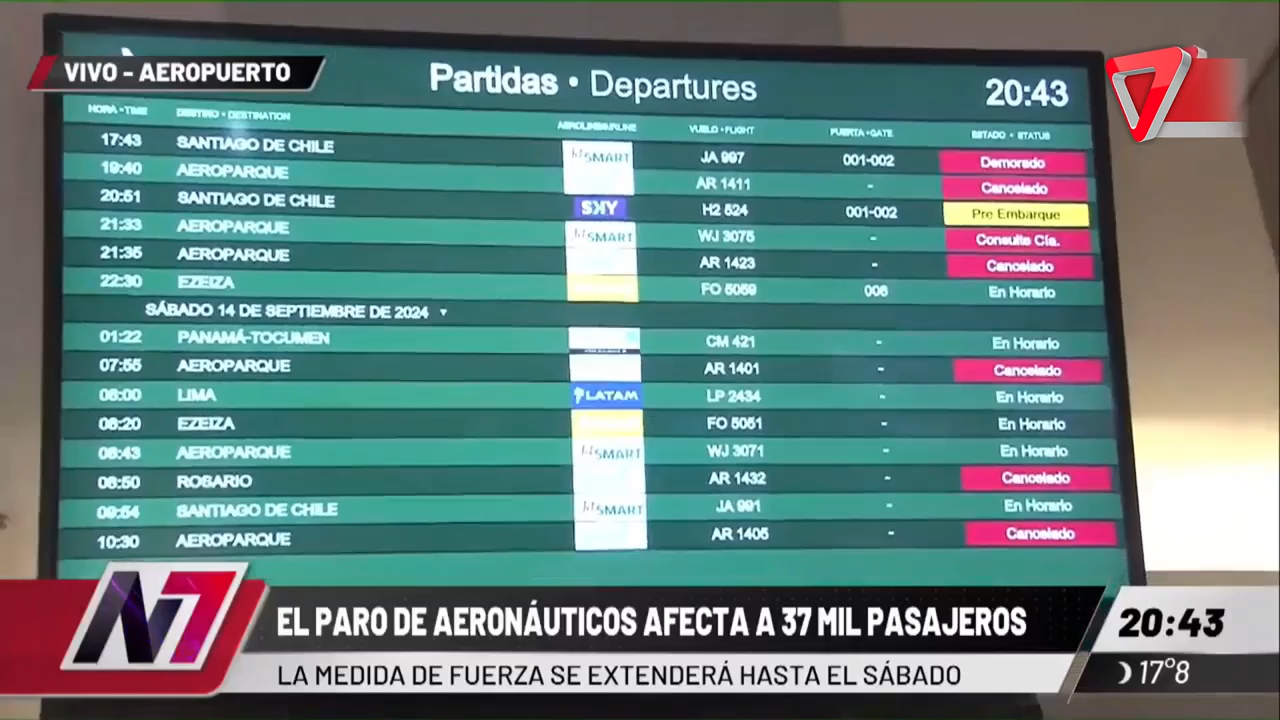 VIVO - AEROPUERTO
Partidas • Departures
20:43
HORA • TIME DESTINO • DESTINATION AEROLINEA/AIRLINE VUELO • FLIGHT PUERTA • GATE ESTADO • STATUS
17:43 SANTIAGO DE CHILE SMART JA 997 001-002 Demorado
19:40 AEROPARQUE AR 1411 - Cancelado
20:51 SANTIAGO DE CHILE SKY H2 524 001-002 Pre Embarque
21:33 AEROPARQUE SMART WJ 3075 - Consulte Cía.
21:35 AEROPARQUE AR 1423 - Cancelado
22:30 EZEIZA FO 5059 006 En Horario
SÁBADO 14 DE SEPTIEMBRE DE 2024
01:22 PANAMÁ-TOCUMEN CM 421 - En Horario
07:55 AEROPARQUE AR 1401 - Cancelado
08:00 LIMA LATAM LP 2434 - En Horario
08:20 EZEIZA FO 5051 - En Horario
08:43 AEROPARQUE SMART WJ 3071 - En Horario
08:50 ROSARIO AR 1432 - Cancelado
09:54 SANTIAGO DE CHILE SMART JA 991 - En Horario
10:30 AEROPARQUE AR 1405 - Cancelado
N7
EL PARO DE AERONÁUTICOS AFECTA A 37 MIL PASAJEROS
LA MEDIDA DE FUERZA SE EXTENDERÁ HASTA EL SÁBADO
20:43
17°8